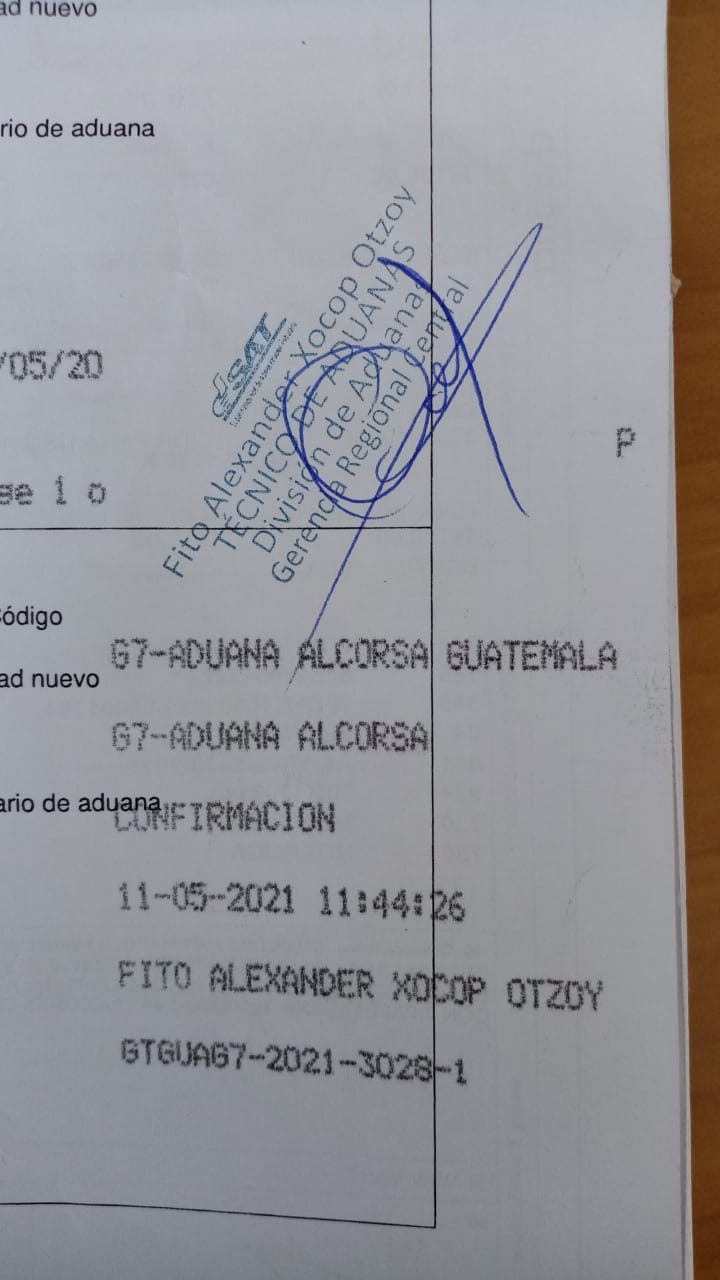 ad nuevo
rio de aduana
SAT
Fito Alexander Xocop Otzoy
TÉCNICO DE ADUANAS
División de Aduanas
Gerencia Regional Central
/05/20
P
se 1 o
Código
G7-ADUANA ALCORSA GUATEMALA
ad nuevo
G7-ADUANA ALCORSA
ario de aduana
CONFIRMACION
11-05-2021 11:44:26
FITO ALEXANDER XOCOP OTZOY
GTGUAG7-2021-3028-1